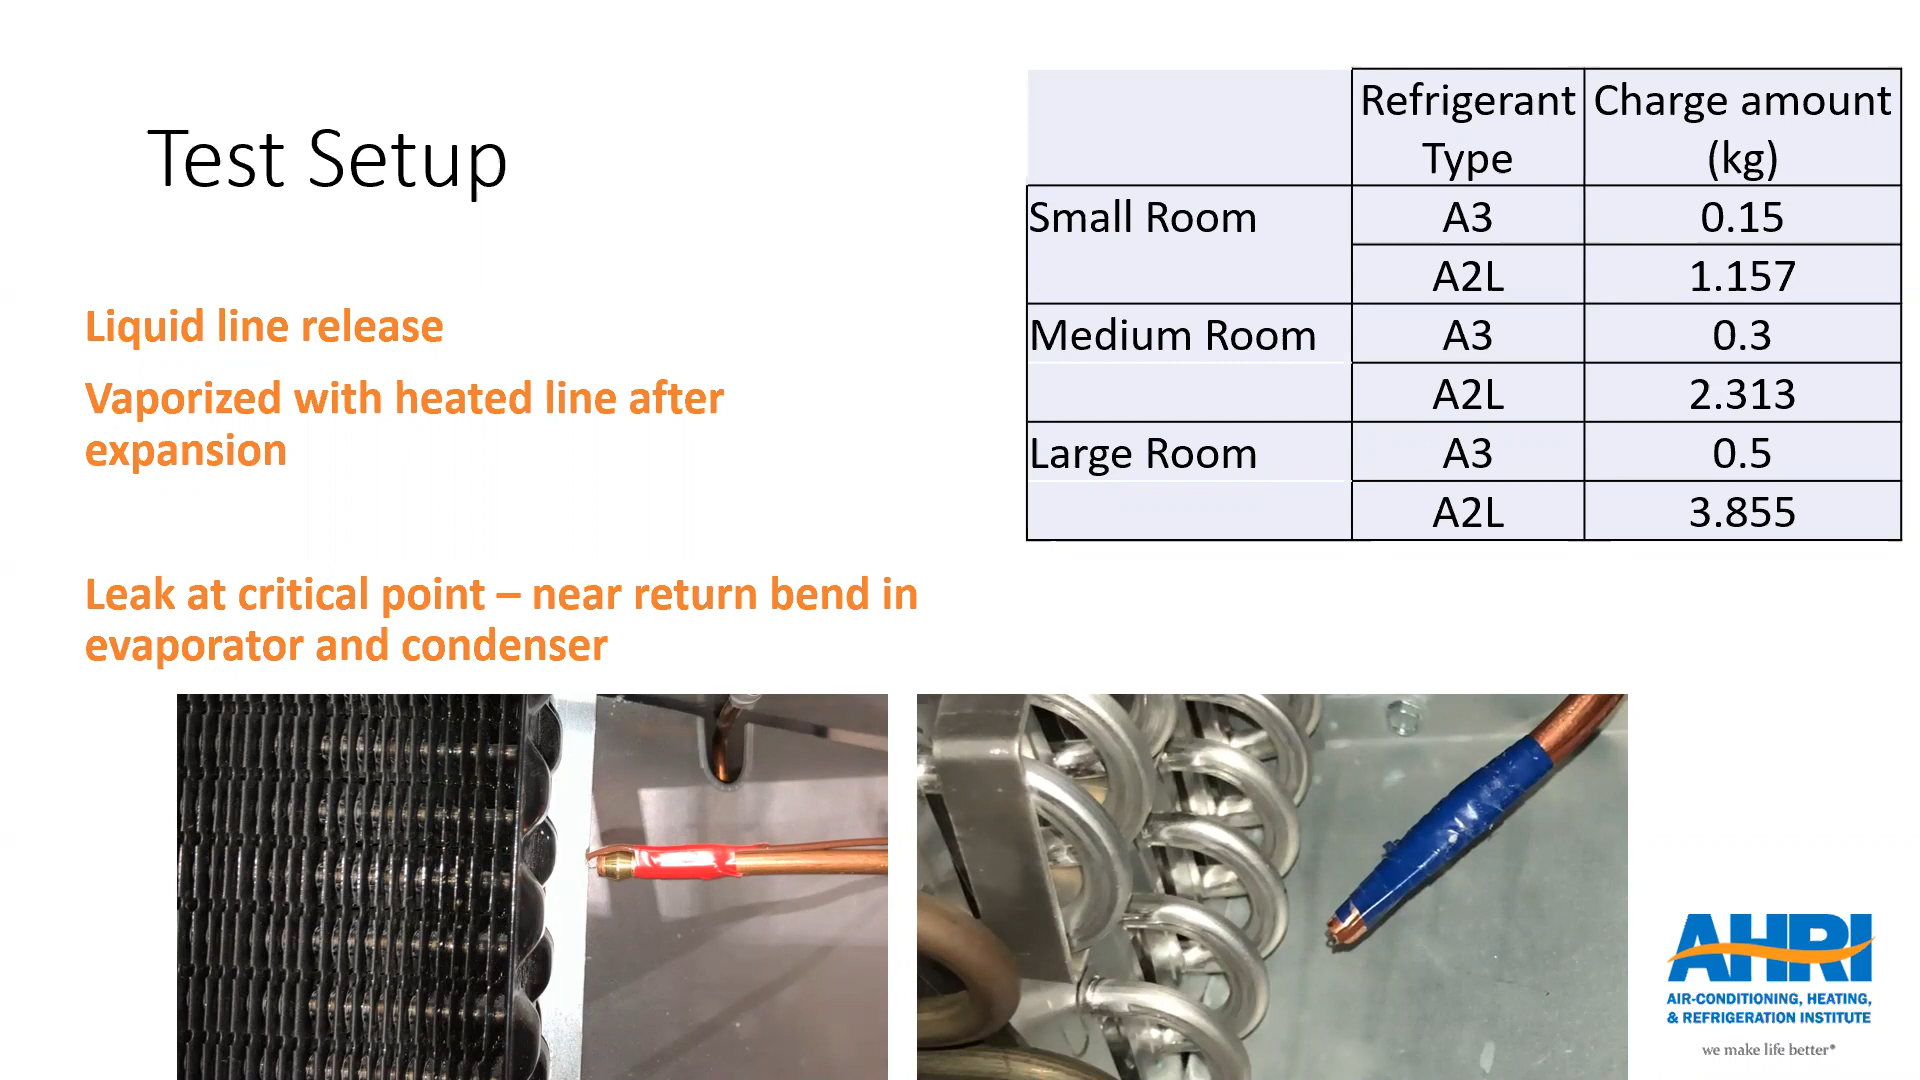 Test Setup
Liquid line release
Vaporized with heated line after
expansion
Leak at critical point – near return bend in
evaporator and condenser
Refrigerant Type Charge amount (kg)
Small Room A3 0.15
A2L 1.157
Medium Room A3 0.3
A2L 2.313
Large Room A3 0.5
A2L 3.855
AHRI
AIR-CONDITIONING, HEATING,
& REFRIGERATION INSTITUTE
we make life better®